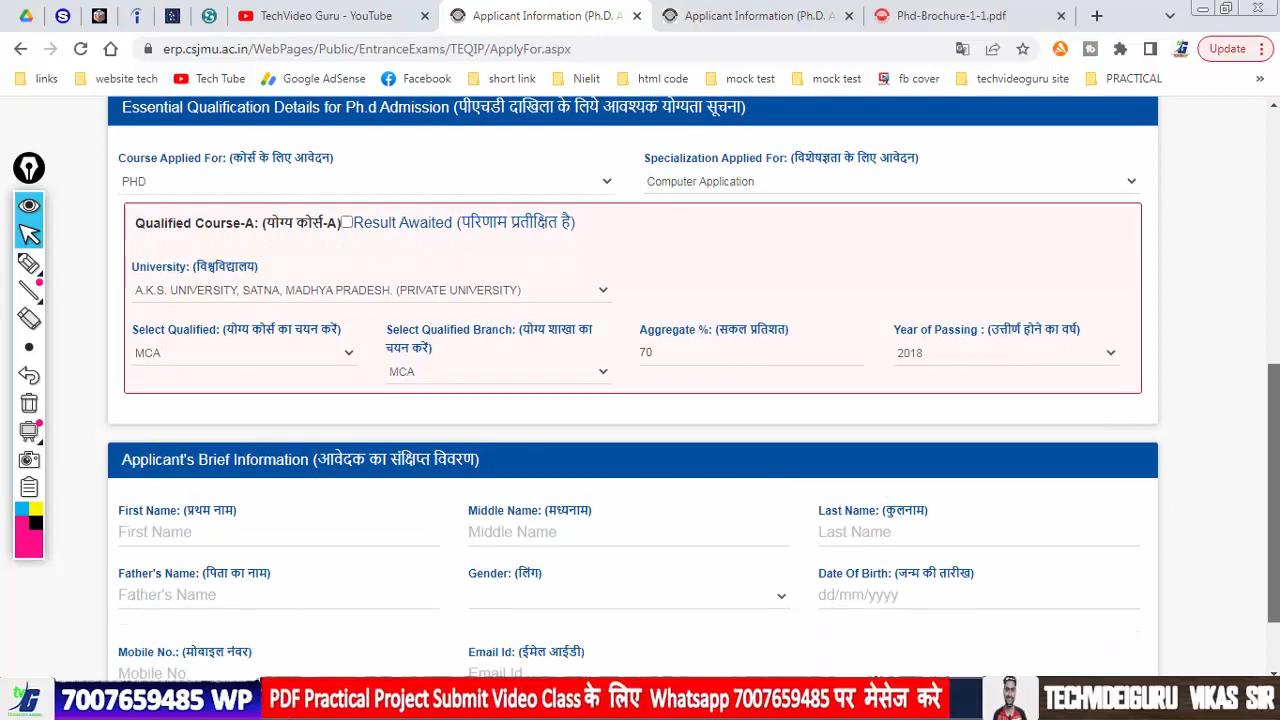 TechVideo Guru - YouTube
Applicant Information (Ph.D. A
Applicant Information (Ph.D. A
Phd-Brochure-1-1.pdf
erp.csjmu.ac.in/WebPages/Public/EntranceExams/TEQIP/ApplyFor.aspx
Update
links website tech Tech Tube Google AdSense Facebook short link Nielit html code mock test mock test fb cover techvideoguru site PRACTICAL »
Essential Qualification Details for Ph.d Admission (पीएचडी दाखिला के लिये आवश्यक योग्यता सूचना)
Course Applied For: (कोर्स के लिए आवेदन) Specialization Applied For: (विशेषज्ञता के लिए आवेदन)
PHD Computer Application
Qualified Course-A: (योग्य कोर्स-A) Result Awaited (परिणाम प्रतीक्षित है)
University: (विश्वविद्यालय)
A.K.S. UNIVERSITY, SATNA, MADHYA PRADESH. (PRIVATE UNIVERSITY)
Select Qualified: (योग्य कोर्स का चयन करें)
MCA
Select Qualified Branch: (योग्य शाखा का
चयन करें)
MCA
Aggregate %: (सकल प्रतिशत)
70
Year of Passing : (उत्तीर्ण होने का वर्ष)
2018
Applicant's Brief Information (आवेदक का संक्षिप्त विवरण)
First Name: (प्रथम नाम) Middle Name: (मध्यनाम) Last Name: (कुलनाम)
First Name Middle Name Last Name
Father's Name: (पिता का नाम) Gender: (लिंग) Date Of Birth: (जन्म की तारीख)
Father's Name dd/mm/yyyy
Mobile No.: (मोबाइल नंबर) Email Id: (ईमेल आईडी)
Mobile No. Email Id
7007659485 WP PDF Practical Project Submit Video Class के लिए Whatsapp 7007659485 पर मेसेज करे TECHMDEIGURU VIKAS SIR